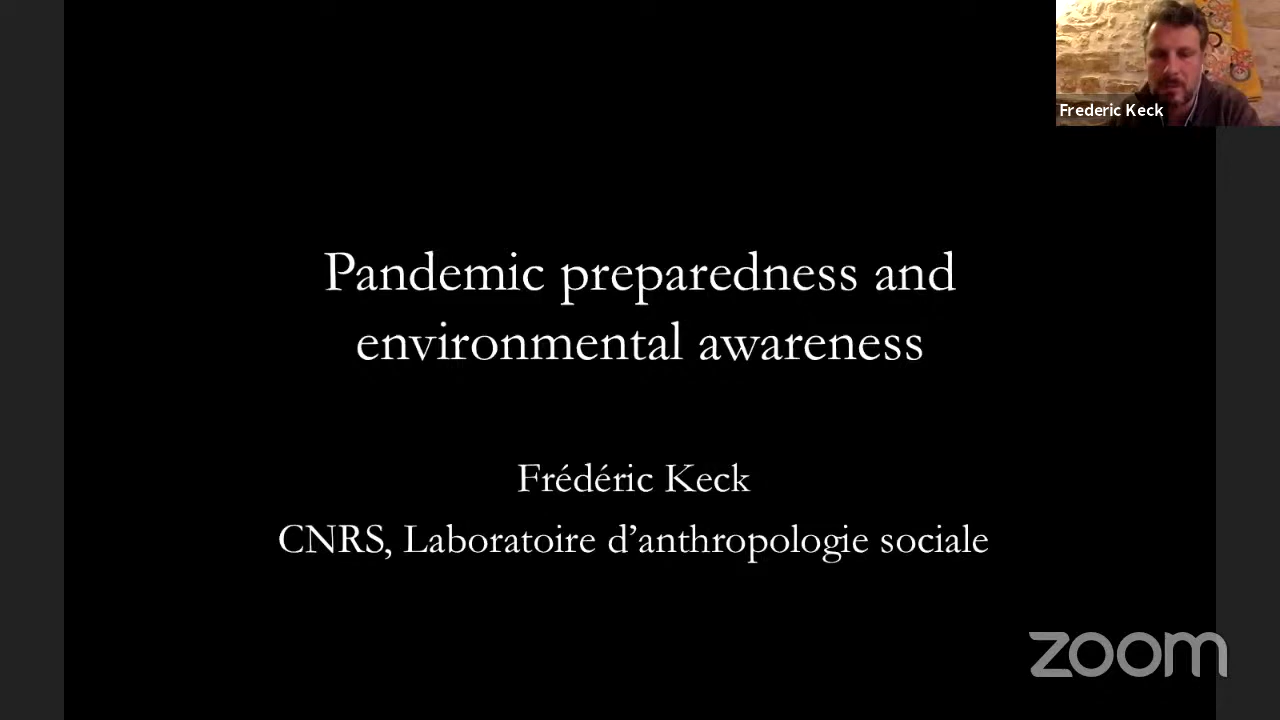 Frederic Keck
Pandemic preparedness and
environmental awareness
Frédéric Keck
CNRS, Laboratoire d’anthropologie sociale
zoom